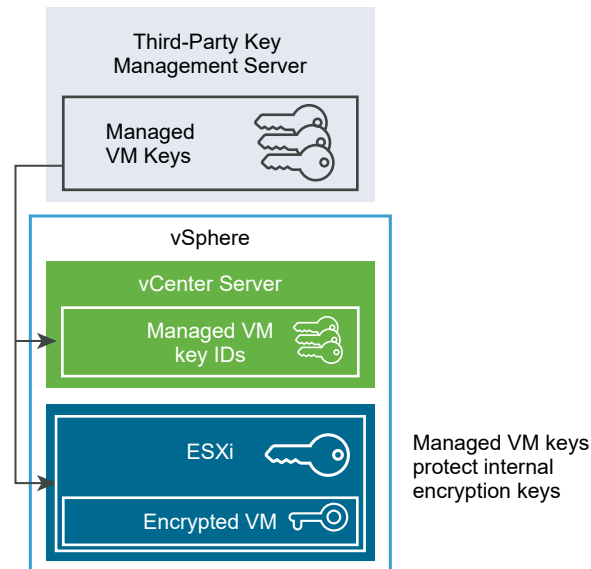 Third-Party Key
Management Server
Managed
VM Keys
vSphere
vCenter Server
Managed VM
key IDs
ESXi
Encrypted VM
Managed VM keys
protect internal
encryption keys